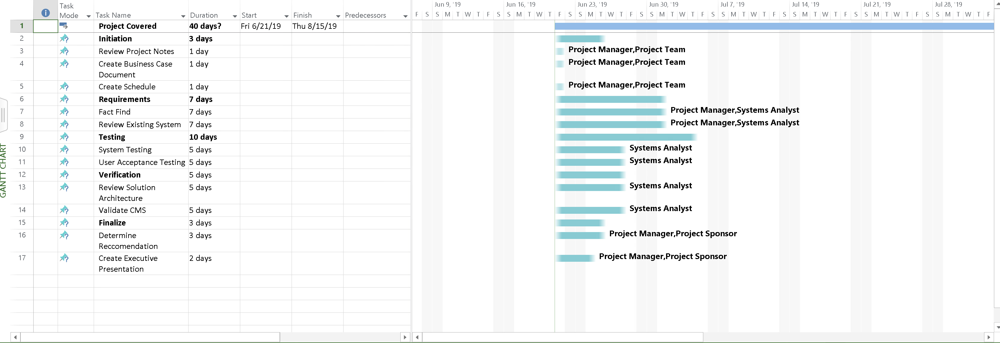 Task
Mode Task Name Duration Start Finish Predecessors
Jun 9, '19 Jun 16, '19 Jun 23, '19 Jun 30, '19 Jul 7, '19 Jul 14, '19 Jul 21, '19 Jul 28, '19
F S S M T W T F S S M T W T F S S M T W T F S S M T W T F S S M T W T F S S M T W T F S S M T W T F S S M T W T F
1 Project Covered 40 days? Fri 6/21/19 Thu 8/15/19
2 Initiation 3 days
3 Review Project Notes 1 day Project Manager,Project Team
4 Create Business Case 1 day Project Manager,Project Team
Document
5 Create Schedule 1 day Project Manager,Project Team
6 Requirements 7 days
7 Fact Find 7 days Project Manager,Systems Analyst
8 Review Existing System 7 days Project Manager,Systems Analyst
9 Testing 10 days
10 System Testing 5 days Systems Analyst
11 User Acceptance Testing 5 days Systems Analyst
12 Verification 5 days
13 Review Solution 5 days Systems Analyst
Architecture
14 Validate CMS 5 days Systems Analyst
15 Finalize 3 days
16 Determine 3 days Project Manager,Project Sponsor
Reccomendation
17 Create Executive 2 days Project Manager,Project Sponsor
Presentation
GANTT CHART